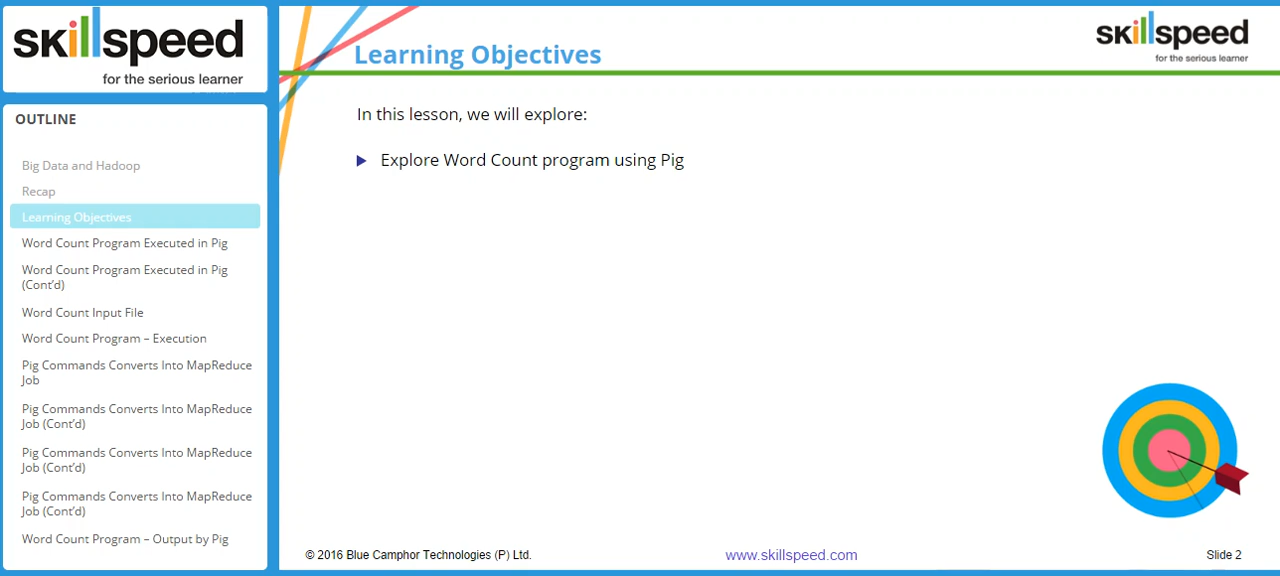 skillspeed
for the serious learner
OUTLINE
Big Data and Hadoop
Recap
Learning Objectives
Word Count Program Executed in Pig
Word Count Program Executed in Pig
(Cont'd)
Word Count Input File
Word Count Program – Execution
Pig Commands Converts Into MapReduce
Job
Pig Commands Converts Into MapReduce
Job (Cont'd)
Pig Commands Converts Into MapReduce
Job (Cont'd)
Pig Commands Converts Into MapReduce
Job (Cont'd)
Word Count Program – Output by Pig
Learning Objectives
skillspeed
for the serious learner
In this lesson, we will explore:
Explore Word Count program using Pig
© 2016 Blue Camphor Technologies (P) Ltd.
www.skillspeed.com
Slide 2